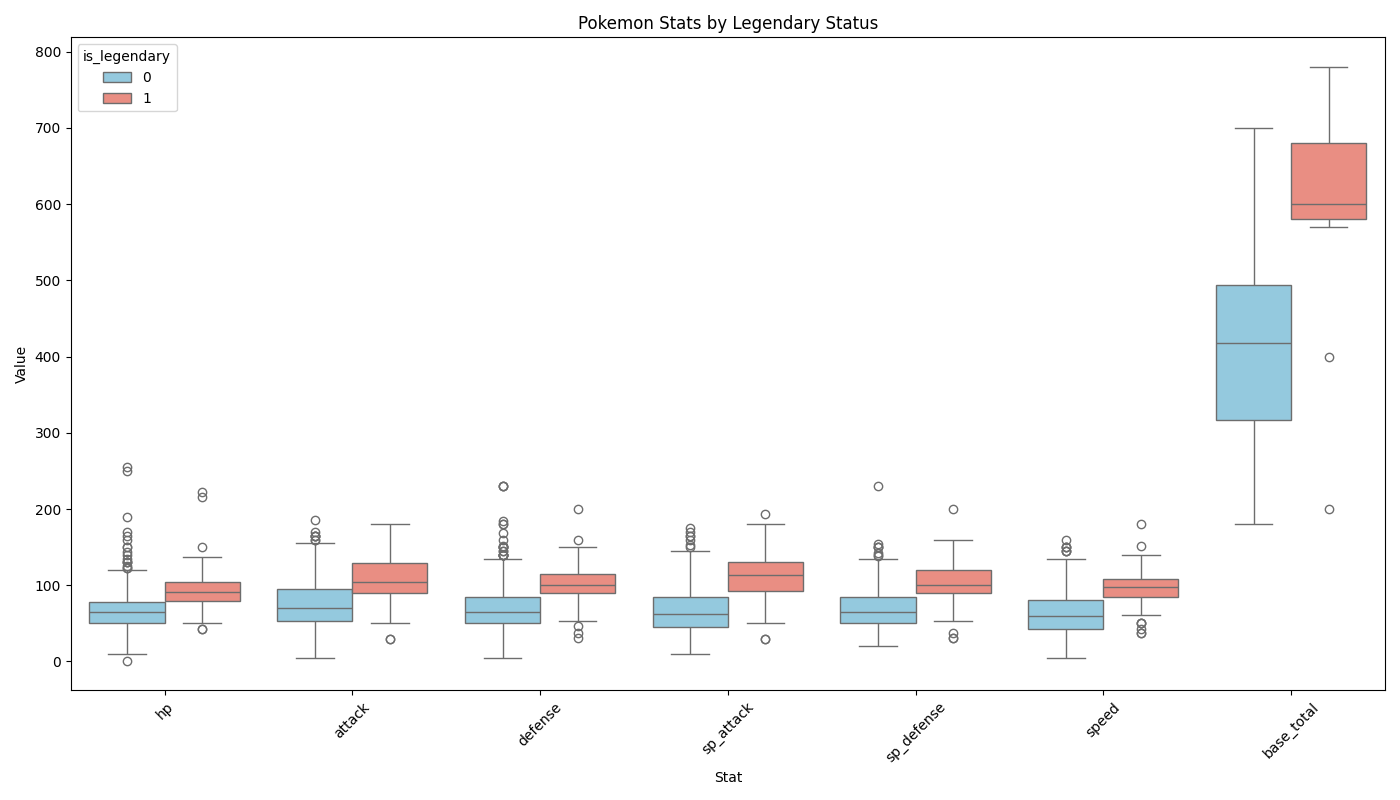 Pokemon Stats by Legendary Status
is_legendary
0
1
800
700
600
500
400
300
200
100
0
Value
hp
attack
defense
sp_attack
sp_defense
speed
base_total
Stat